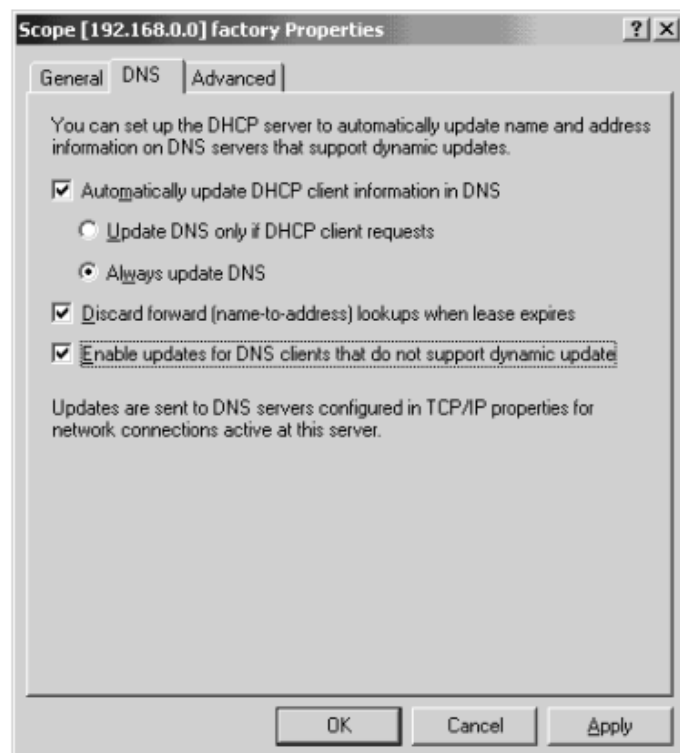 Scope [192.168.0.0] factory Properties
? ×
General DNS Advanced
You can set up the DHCP server to automatically update name and address
information on DNS servers that support dynamic updates.
Automatically update DHCP client information in DNS
Update DNS only if DHCP client requests
Always update DNS
Discard forward (name-to-address) lookups when lease expires
Enable updates for DNS clients that do not support dynamic update
Updates are sent to DNS servers configured in TCP/IP properties for
network connections active at this server.
OK Cancel Apply